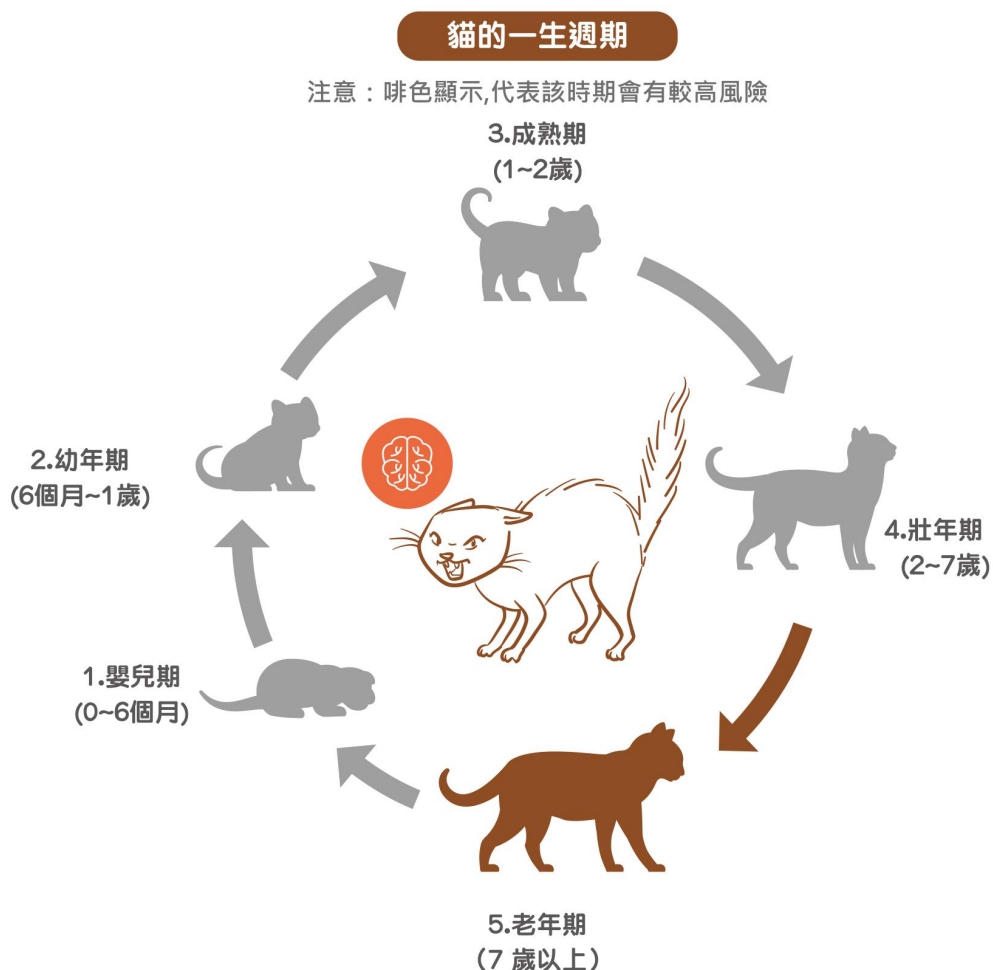 貓的一生週期
注意：啡色顯示,代表該時期會有較高風險
3.成熟期
(1~2歲)
2.幼年期
(6個月~1歲)
4.壯年期
(2~7歲)
1.嬰兒期
(0~6個月)
5.老年期
(7 歲以上)